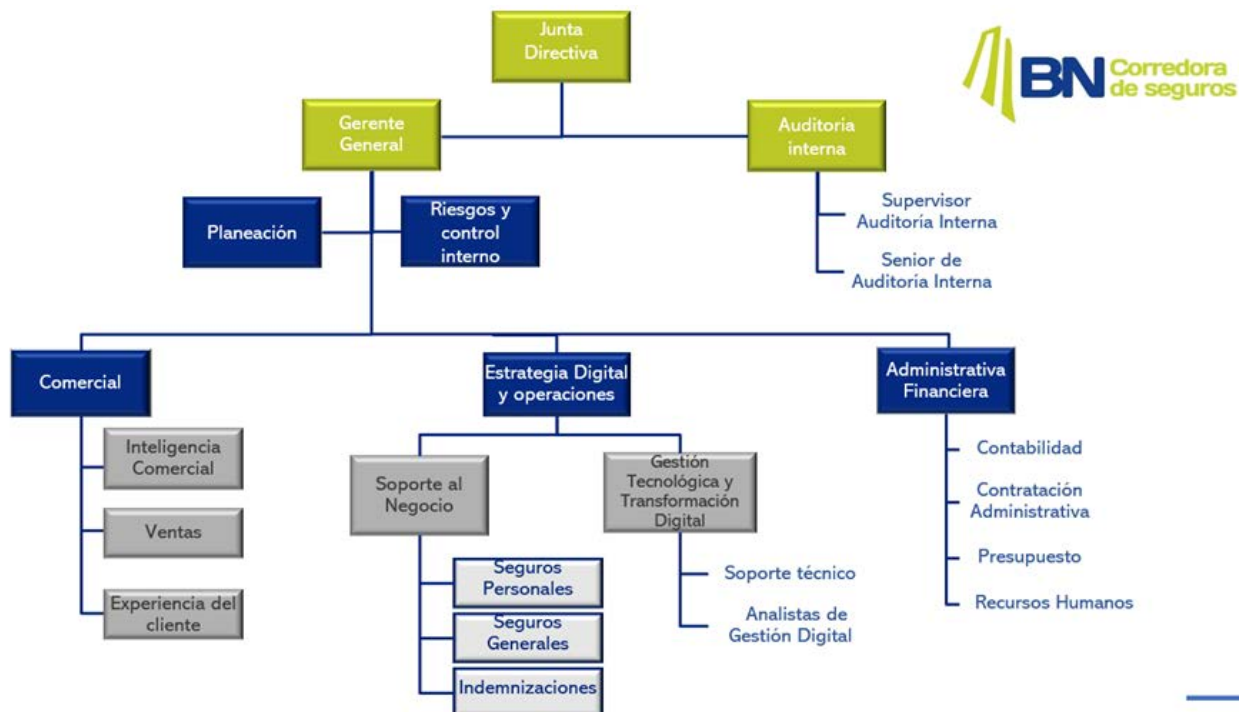 Junta
Directiva
BN Corredora
de seguros
Gerente
General
Auditoria
interna
Planeación
Riesgos y
control
interno
Supervisor
Auditoría Interna
Senior de
Auditoría Interna
Comercial
Estrategia Digital
y operaciones
Administrativa
Financiera
Inteligencia
Comercial
Ventas
Experiencia del
cliente
Soporte al
Negocio
Gestión
Tecnológica y
Transformación
Digital
Seguros
Personales
Seguros
Generales
Indemnizaciones
Soporte técnico
Analistas de
Gestión Digital
Contabilidad
Contratación
Administrativa
Presupuesto
Recursos Humanos